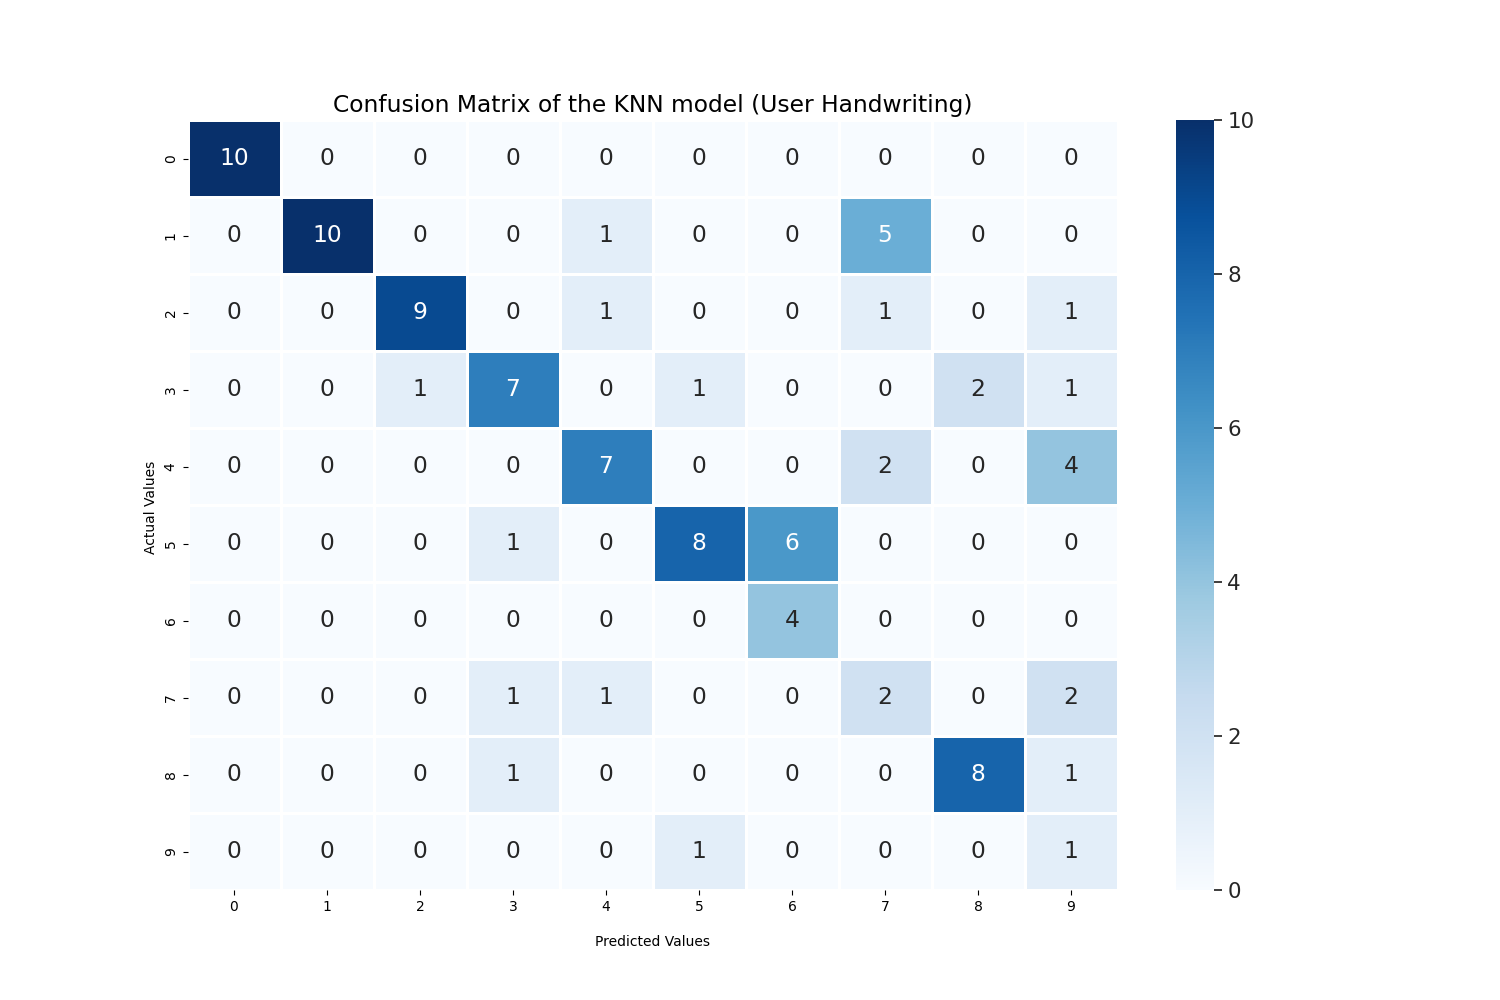 Confusion Matrix of the KNN model (User Handwriting)
0 10 0 0 0 0 0 0 0 0 0
1 0 10 0 0 1 0 0 5 0 0
2 0 0 9 0 1 0 0 1 0 1
3 0 0 1 7 0 1 0 0 2 1
4 0 0 0 0 7 0 0 2 0 4
5 0 0 0 1 0 8 6 0 0 0
6 0 0 0 0 0 0 4 0 0 0
7 0 0 0 1 1 0 0 2 0 2
8 0 0 0 1 0 0 0 0 8 1
9 0 0 0 0 0 1 0 0 0 1
0 1 2 3 4 5 6 7 8 9
Actual Values
Predicted Values
10
8
6
4
2
0